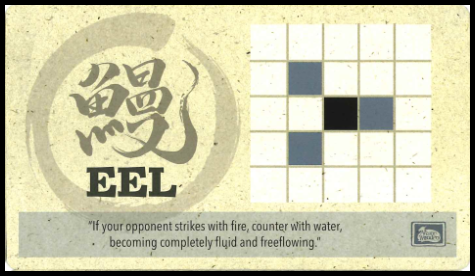 鰻
EEL
"If your opponent strikes with fire, counter with water,
becoming completely fluid and freeflowing."